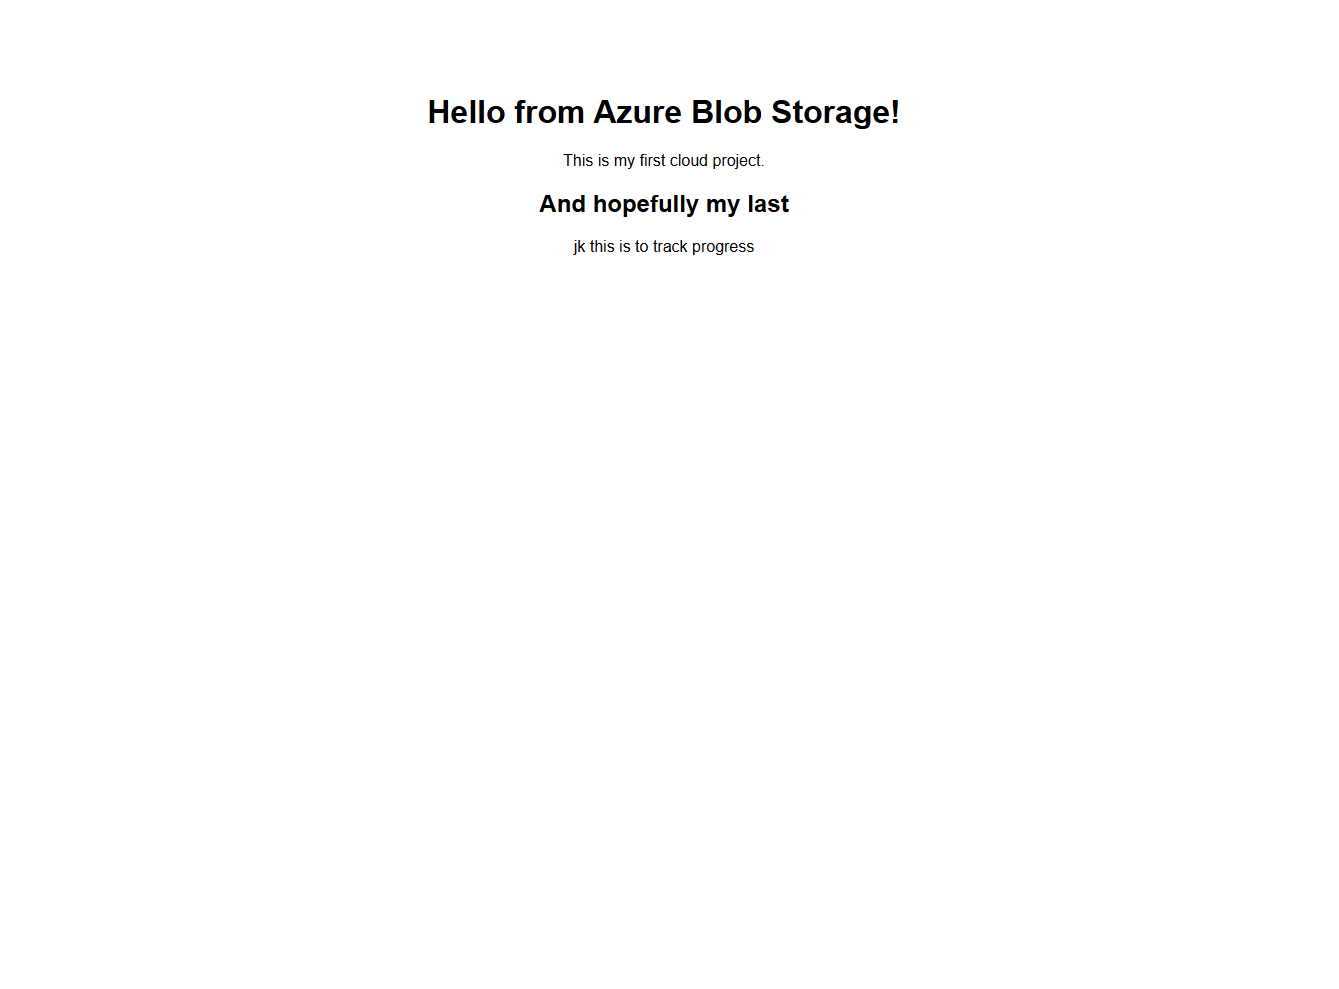 Hello from Azure Blob Storage!
This is my first cloud project.
And hopefully my last
jk this is to track progress